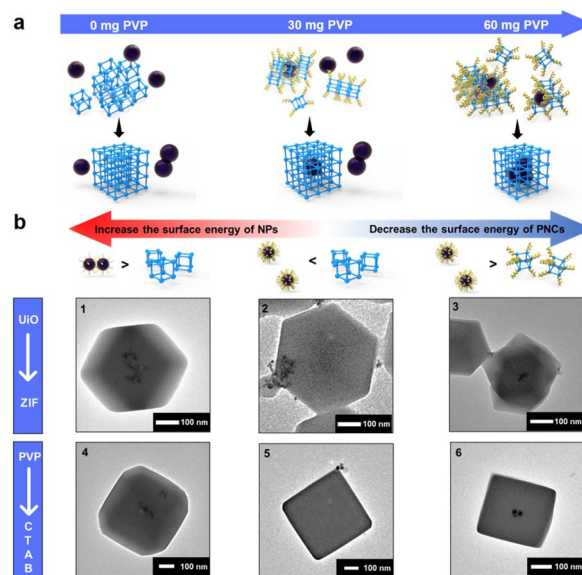 a
0 mg PVP
30 mg PVP
60 mg PVP
b
Increase the surface energy of NPs
Decrease the surface energy of PNCs
>
<
>
UiO
ZIF
1
100 nm
2
100 nm
3
100 nm
PVP
C
T
A
B
4
100 nm
5
100 nm
6
100 nm